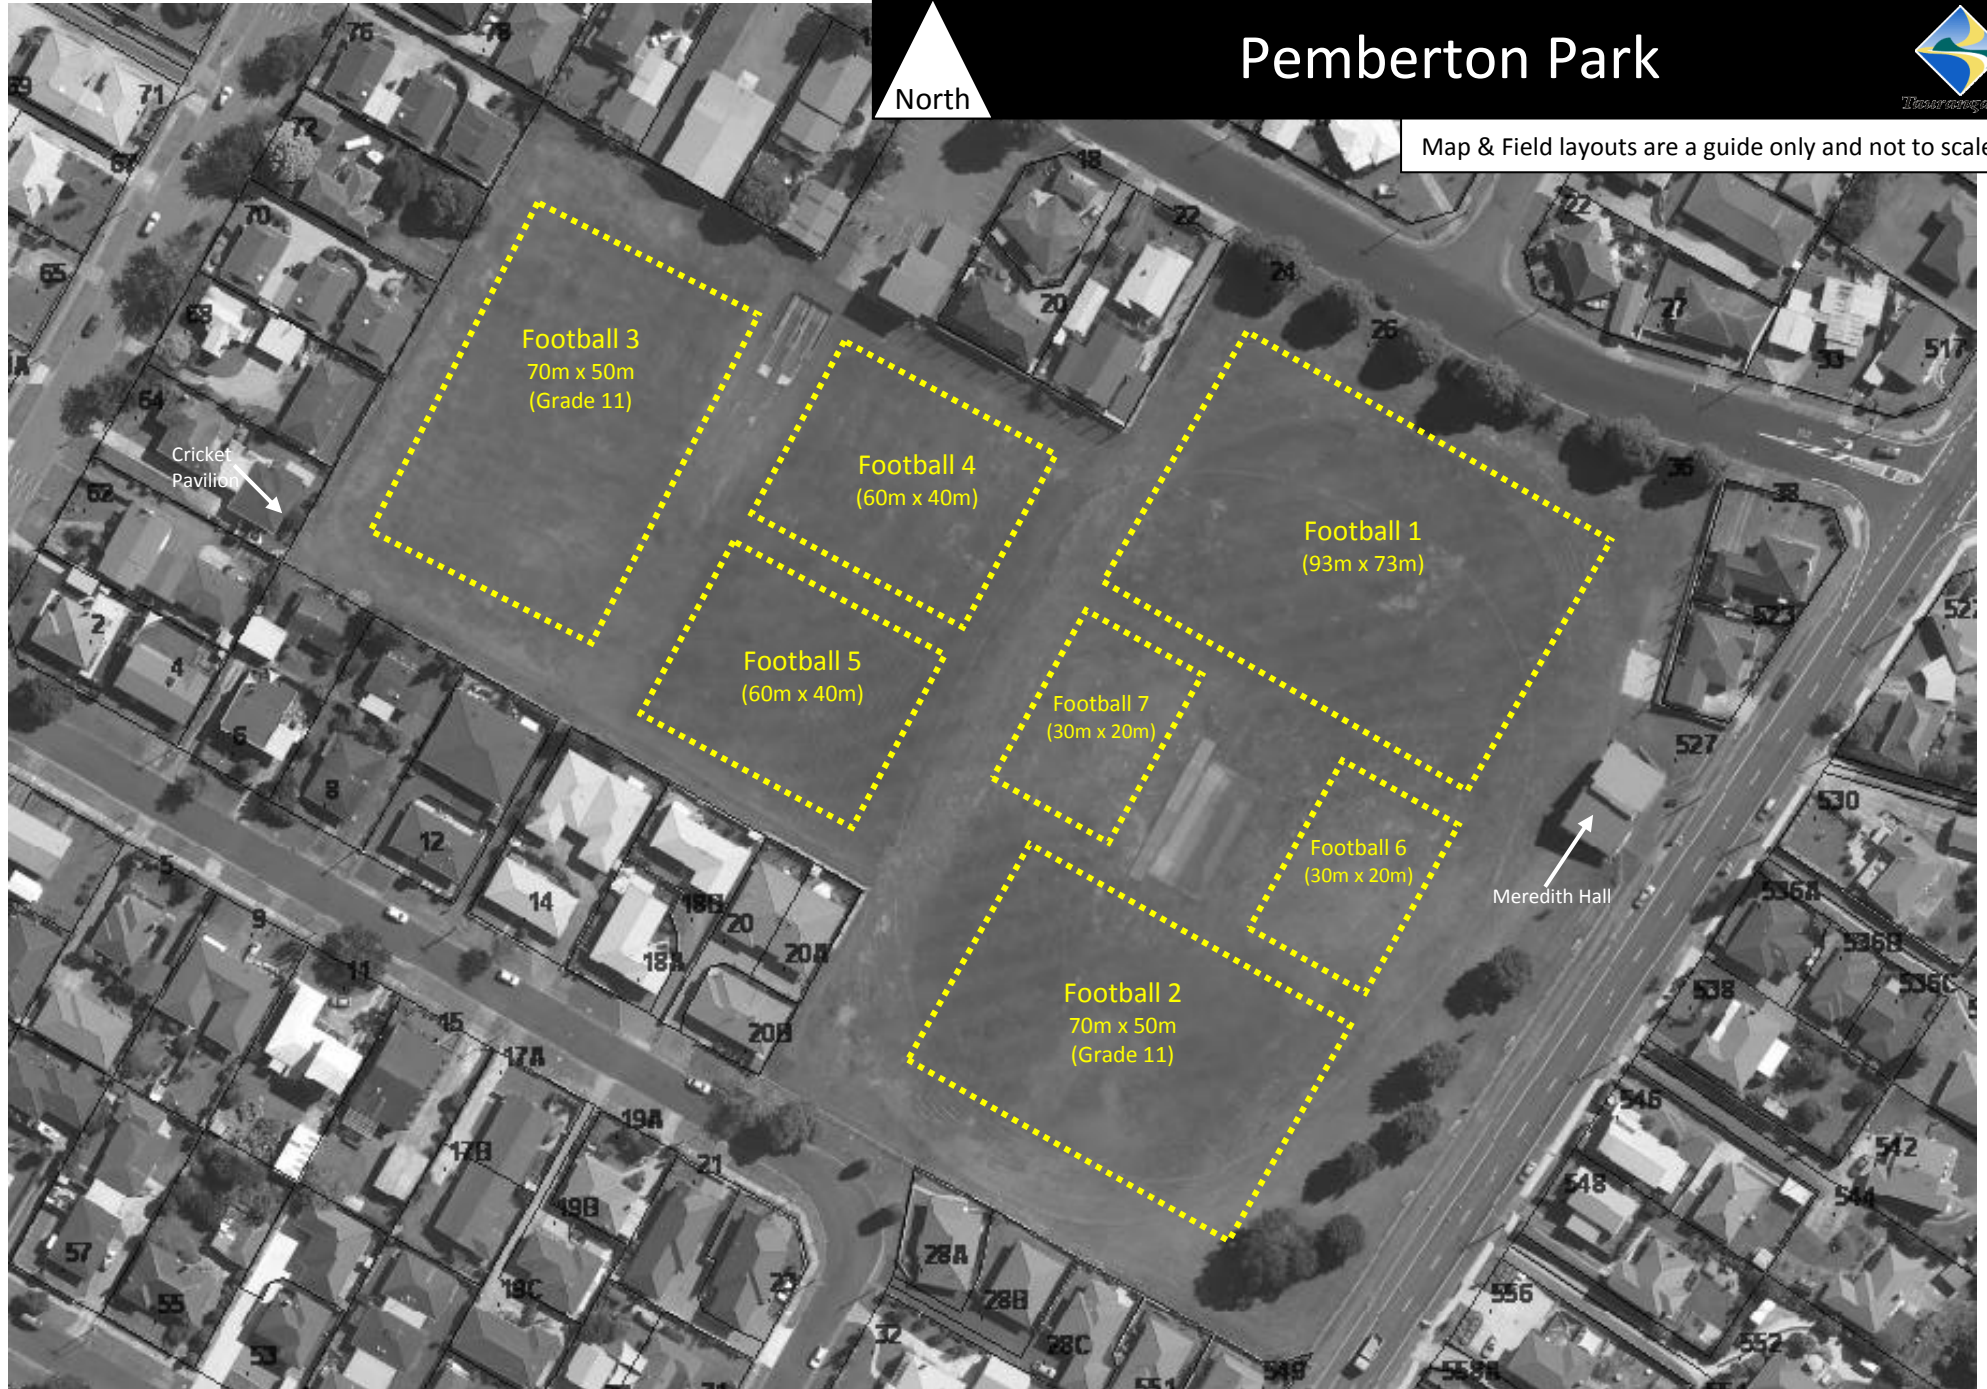 Pemberton Park
North
Map & Field layouts are a guide only and not to scale
Football 3
70m x 50m
(Grade 11)
Football 4
(60m x 40m)
Football 1
(93m x 73m)
Cricket
Pavilion
Football 5
(60m x 40m)
Football 7
(30m x 20m)
Football 6
(30m x 20m)
Meredith Hall
Football 2
70m x 50m
(Grade 11)
76
71
72
70
65
64
62
2
4
6
8
12
14
18B
18A
20
20A
20B
18
22
20
24
26
36
38
22
27
33
517
523
527
530
536A
536B
536C
538
542
544
546
548
552
556
5
9
11
15
17A
17B
19A
19B
19C
21
23
57
55
53
28A
28B
28C
32